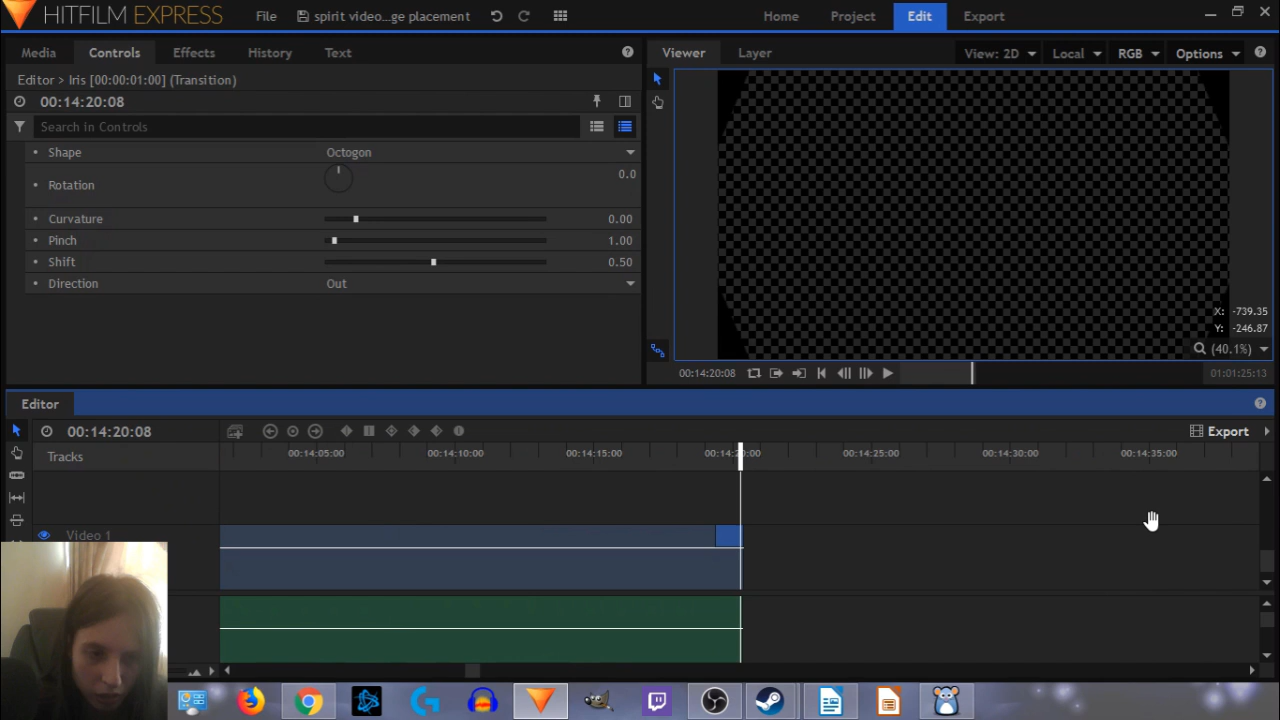 HITFILM EXPRESS File spirit video...ge placement Home Project Edit Export
Media Controls Effects History Text Viewer Layer View: 2D Local RGB Options
Editor > Iris [00:00:01:00] (Transition)
00:14:20:08
Search in Controls
Shape Octogon
Rotation 0.0
Curvature 0.00
Pinch 1.00
Shift 0.50
Direction Out
X: -739.35
Y: -246.87
(40.1%)
00:14:20:08 01:01:25:13
Editor
00:14:20:08 Export
Tracks 00:14:05:00 00:14:10:00 00:14:15:00 00:14:20:00 00:14:25:00 00:14:30:00 00:14:35:00
Video 1